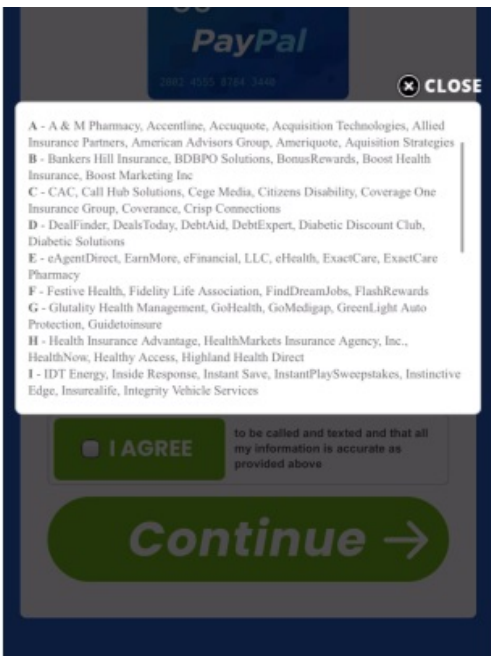 PayPal
CLOSE
A - A & M Pharmacy, Accentline, Accuquote, Acquisition Technologies, Allied
Insurance Partners, American Advisors Group, Ameriquote, Aquisition Strategies
B - Bankers Hill Insurance, BDBPO Solutions, BonusRewards, Boost Health
Insurance, Boost Marketing Inc
C - CAC, Call Hub Solutions, Cege Media, Citizens Disability, Coverage One
Insurance Group, Coverance, Crisp Connections
D - DealFinder, DealsToday, DebtAid, DebtExpert, Diabetic Discount Club,
Diabetic Solutions
E - eAgentDirect, EarnMore, eFinancial, LLC, eHealth, ExactCare, ExactCare
Pharmacy
F - Festive Health, Fidelity Life Association, FindDreamJobs, FlashRewards
G - Glutality Health Management, GoHealth, GoMedigap, GreenLight Auto
Protection, Guidetoinsure
H - Health Insurance Advantage, HealthMarkets Insurance Agency, Inc.,
HealthNow, Healthy Access, Highland Health Direct
I - IDT Energy, Inside Response, Instant Save, InstantPlaySweepstakes, Instinctive
Edge, Insurealife, Integrity Vehicle Services
I AGREE
to be called and texted and that all
my information is accurate as
provided above
Continue